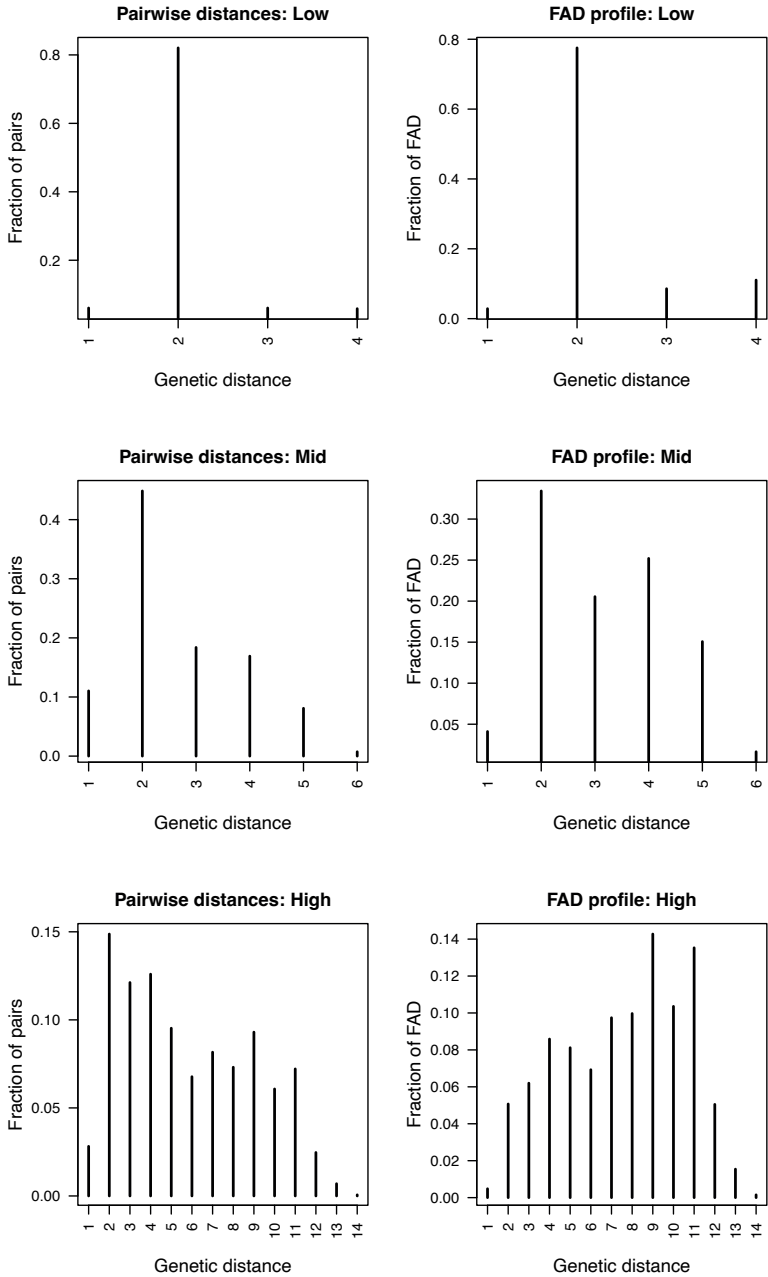 Pairwise distances: Low
0.8
0.6
0.4
0.2
Fraction of pairs
1 2 3 4
Genetic distance
FAD profile: Low
0.8
0.6
0.4
0.2
0.0
Fraction of FAD
1 2 3 4
Genetic distance
Pairwise distances: Mid
0.4
0.3
0.2
0.1
0.0
Fraction of pairs
1 2 3 4 5 6
Genetic distance
FAD profile: Mid
0.30
0.25
0.20
0.15
0.10
0.05
Fraction of FAD
1 2 3 4 5 6
Genetic distance
Pairwise distances: High
0.15
0.10
0.05
0.00
Fraction of pairs
1 2 3 4 5 6 7 8 9 10 11 12 13 14
Genetic distance
FAD profile: High
0.14
0.12
0.10
0.08
0.06
0.04
0.02
0.00
Fraction of FAD
1 2 3 4 5 6 7 8 9 10 11 12 13 14
Genetic distance